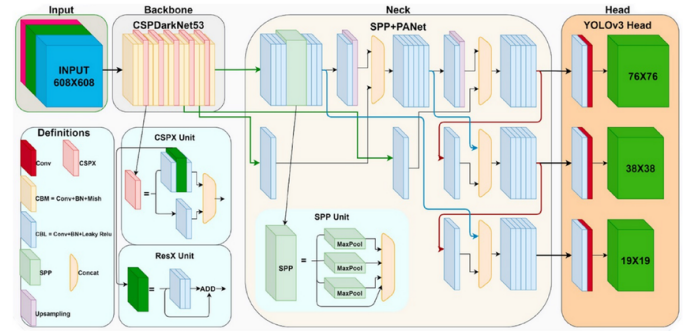 Input
Backbone
Neck
Head
CSPDarkNet53
SPP+PANet
YOLOv3 Head
INPUT
608X608
76X76
38X38
19X19
Definitions
Conv
CSPX
CBM = Conv+BN+Mish
CBL = Conv+BN+Leaky Relu
SPP
Concat
Upsampling
CSPX Unit
=
ResX Unit
=
ADD
SPP Unit
SPP
=
MaxPool
MaxPool
MaxPool